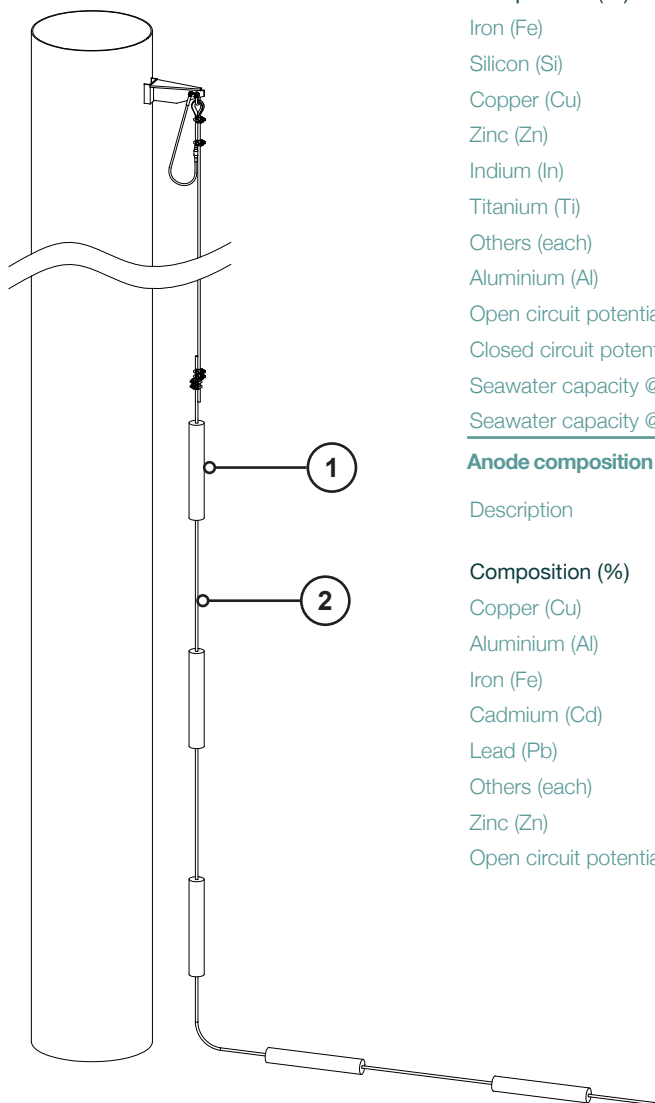 Iron (Fe)
Silicon (Si)
Copper (Cu)
Zinc (Zn)
Indium (In)
Titanium (Ti)
Others (each)
Aluminium (Al)
Open circuit potentia
Closed circuit poten
Seawater capacity @
Seawater capacity @
Anode composition
Description
Composition (%)
Copper (Cu)
Aluminium (Al)
Iron (Fe)
Cadmium (Cd)
Lead (Pb)
Others (each)
Zinc (Zn)
Open circuit potentia
1
2